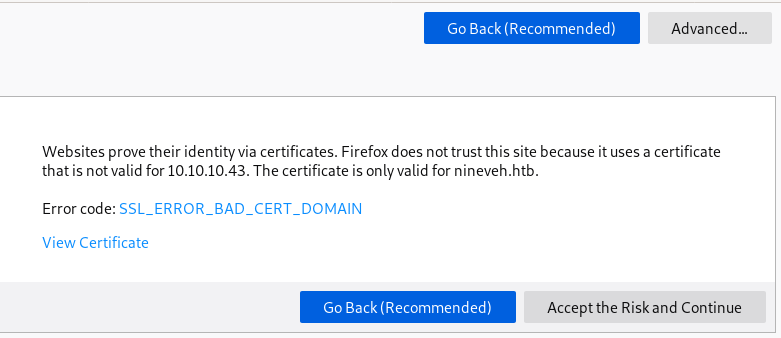 Go Back (Recommended) Advanced...
Websites prove their identity via certificates. Firefox does not trust this site because it uses a certificate
that is not valid for 10.10.10.43. The certificate is only valid for nineveh.htb.
Error code: SSL_ERROR_BAD_CERT_DOMAIN
View Certificate
Go Back (Recommended) Accept the Risk and Continue